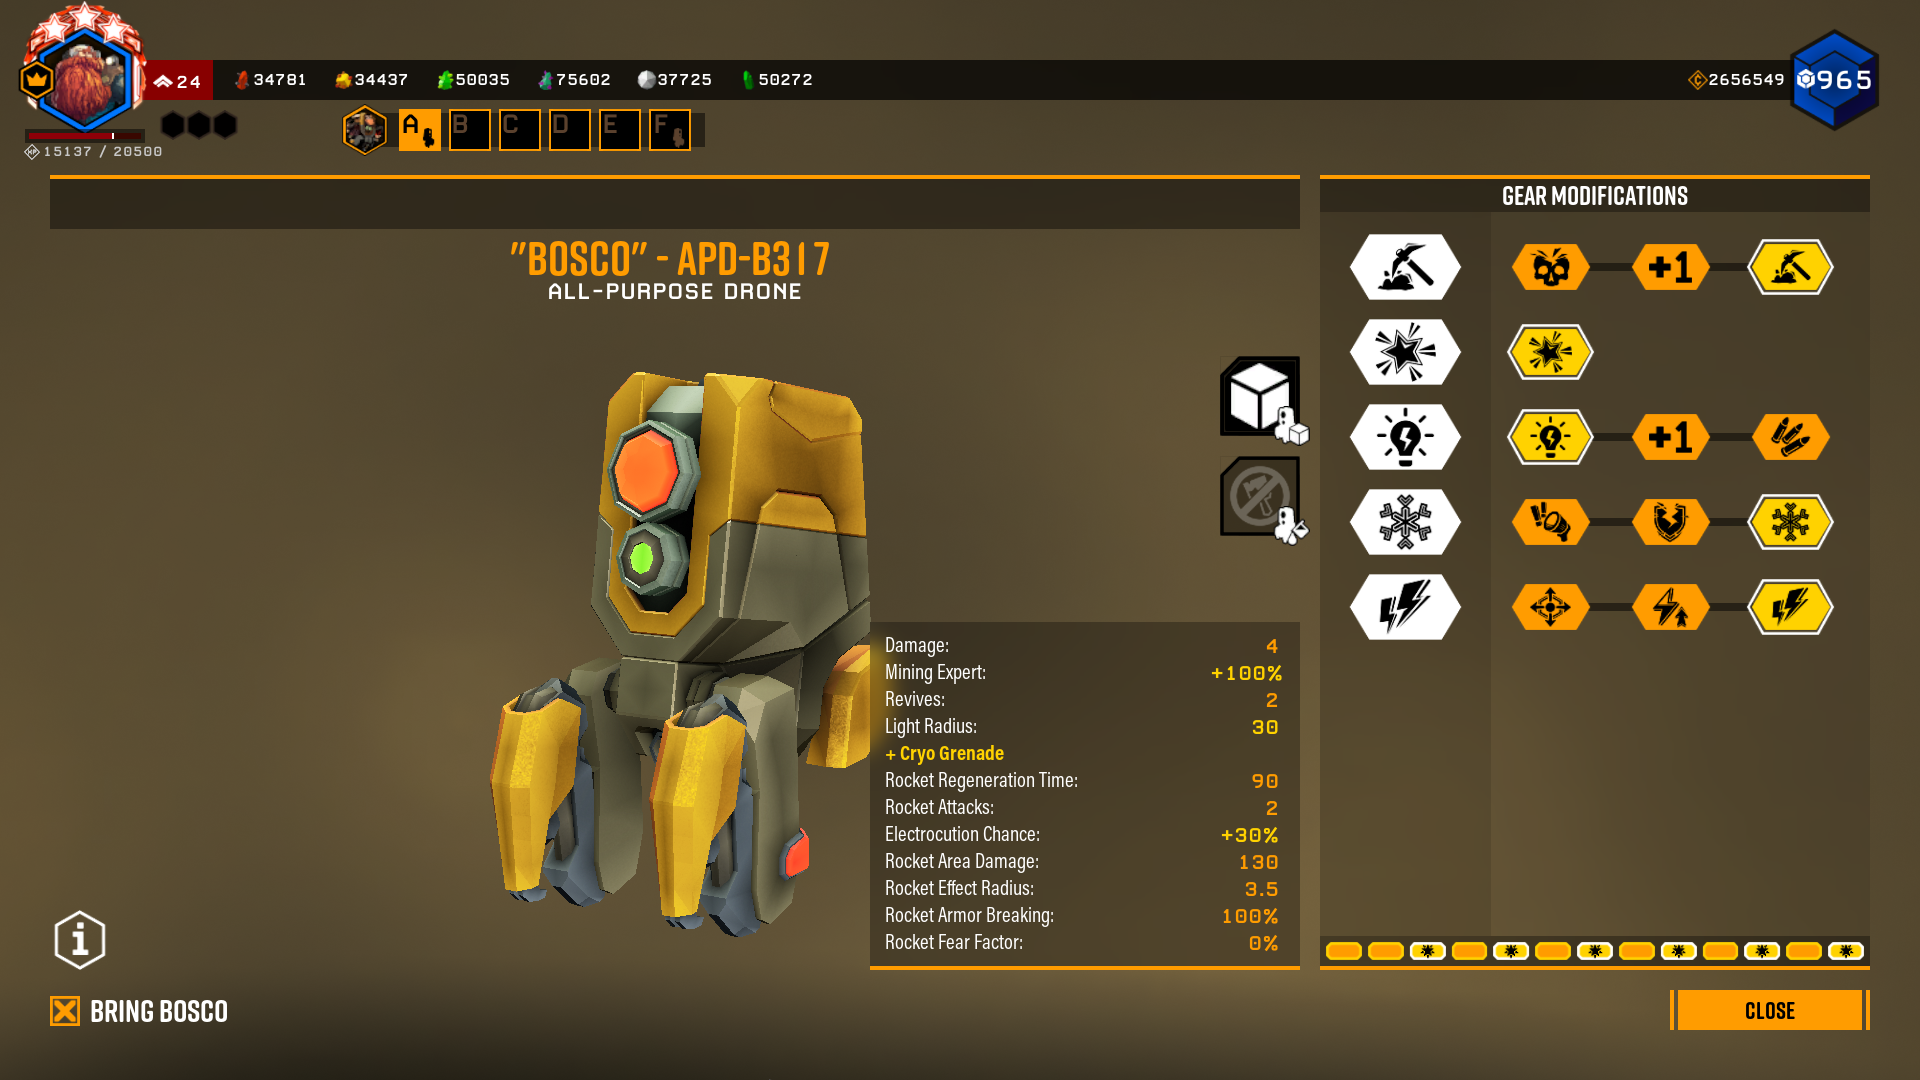 24
34781
34437
50035
75602
37725
50272
2656549
965
15137 / 20500
A
B
C
D
E
F
"BOSCO" - APD-B317
ALL-PURPOSE DRONE
GEAR MODIFICATIONS
+1
+1
Damage: 4
Mining Expert: +100%
Revives: 2
Light Radius: 30
+ Cryo Grenade
Rocket Regeneration Time: 90
Rocket Attacks: 2
Electrocution Chance: +30%
Rocket Area Damage: 130
Rocket Effect Radius: 3.5
Rocket Armor Breaking: 100%
Rocket Fear Factor: 0%
BRING BOSCO
CLOSE